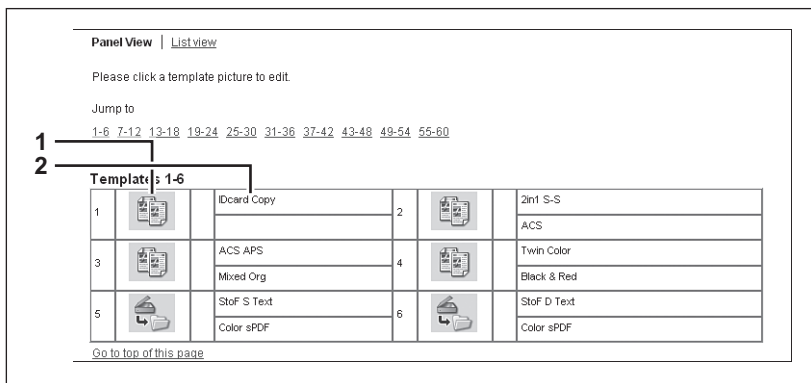 Panel View | List view
Please click a template picture to edit.
Jump to
1-6 7-12 13-18 19-24 25-30 31-36 37-42 43-48 49-54 55-60
1
2
Templates 1-6
1 IDcard Copy 2 2in1 S-S
ACS
3 ACS APS 4 Twin Color
Mixed Org Black & Red
5 StoF S Text 6 StoF D Text
Color sPDF Color sPDF
Go to top of this page